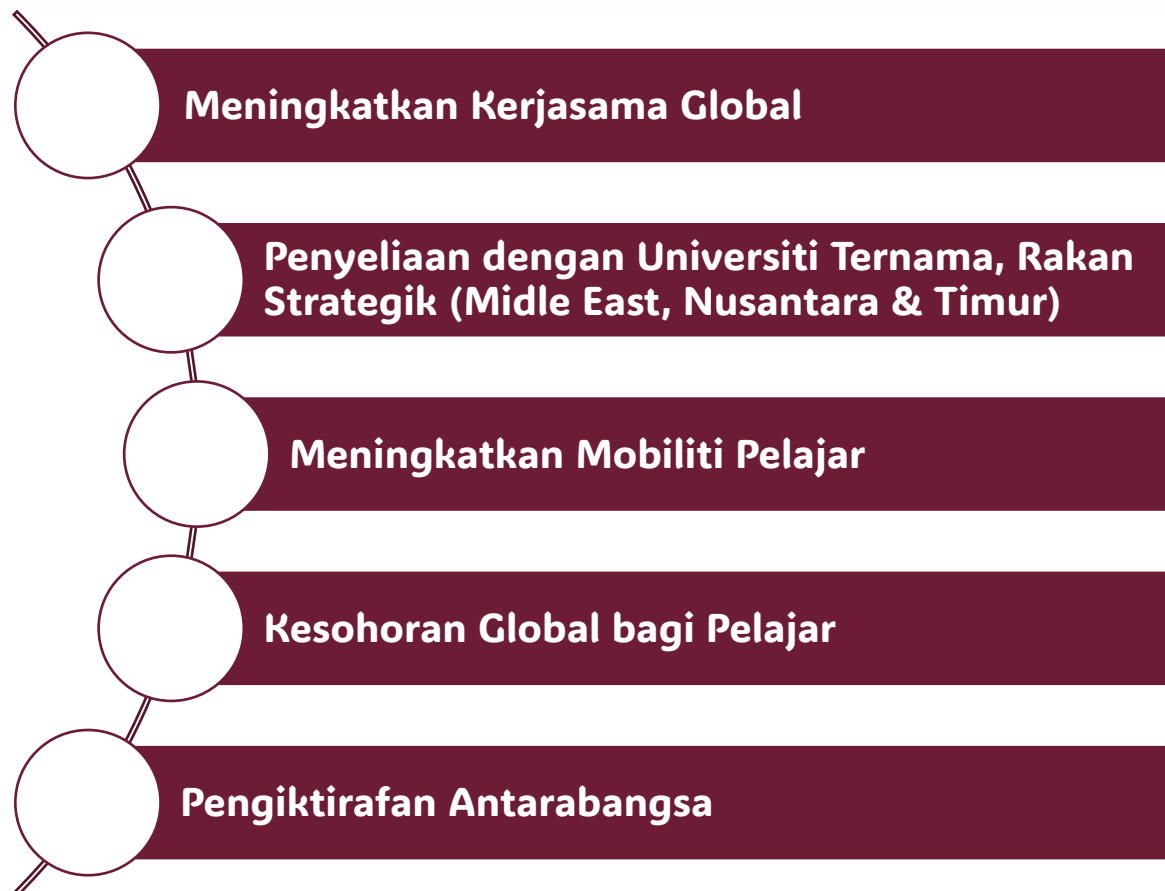 Meningkatkan Kerjasama Global
Penyeliaan dengan Universiti Ternama, Rakan
Strategik (Midle East, Nusantara & Timur)
Meningkatkan Mobiliti Pelajar
Kesohoran Global bagi Pelajar
Pengiktirafan Antarabangsa